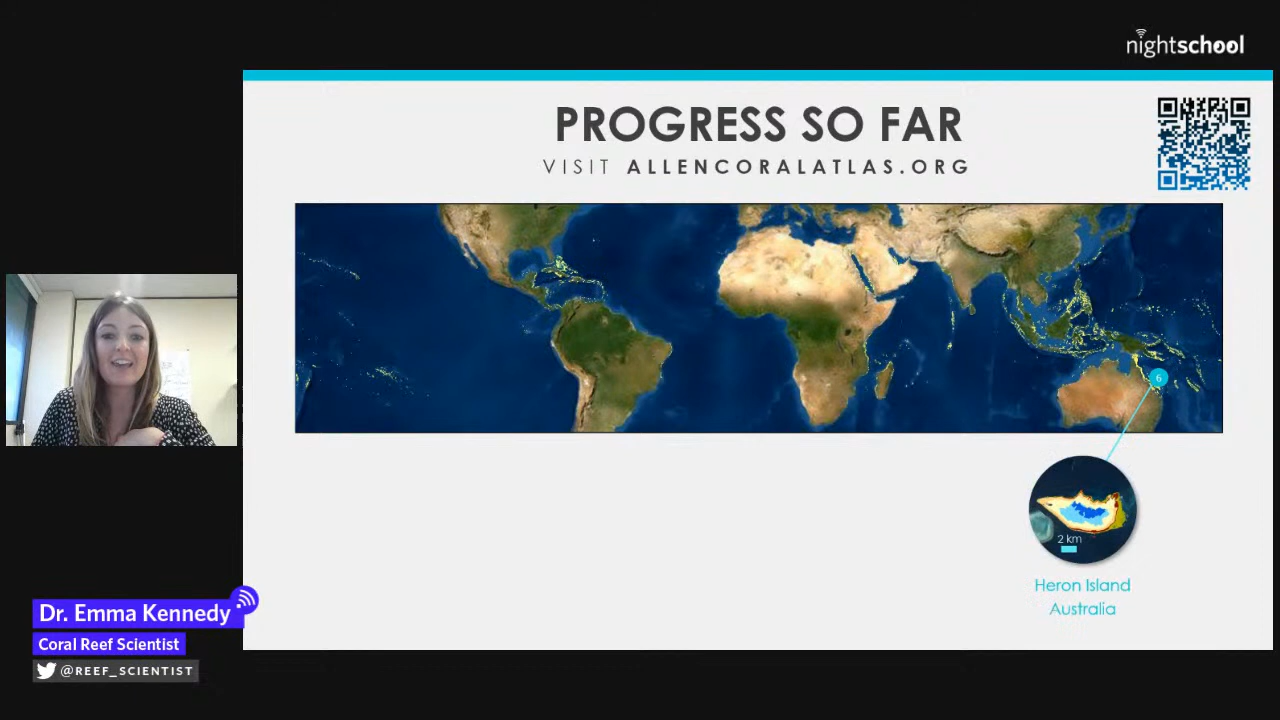 nightschool
PROGRESS SO FAR
VISIT ALLENCORALATLAS.ORG
6
2 km
Heron Island
Australia
Dr. Emma Kennedy
Coral Reef Scientist
@REEF_SCIENTIST